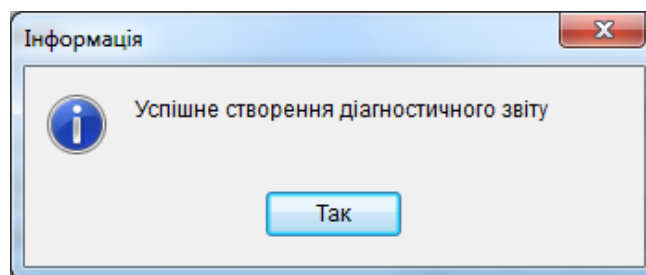 Інформація
Успішне створення діагностичного звіту
Так